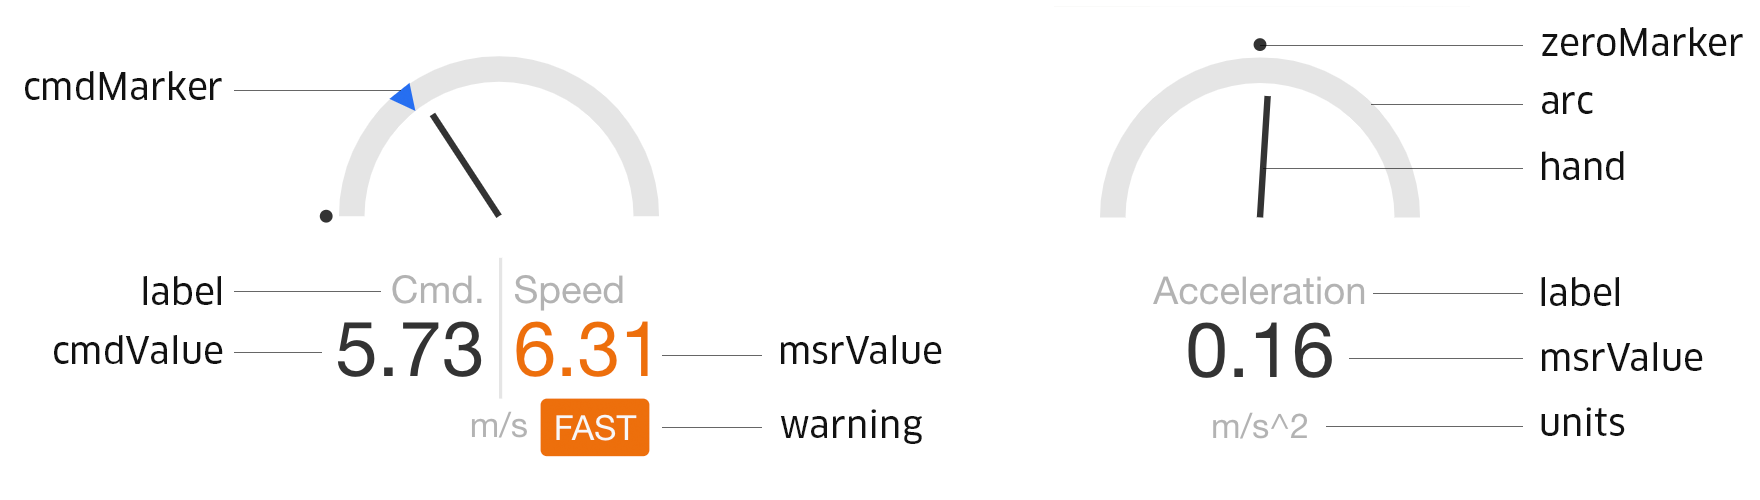 cmdMarker
label
cmdValue
Cmd.
5.73
Speed
6.31
m/s
FAST
msrValue
warning
zeroMarker
arc
hand
Acceleration
0.16
m/s^2
label
msrValue
units